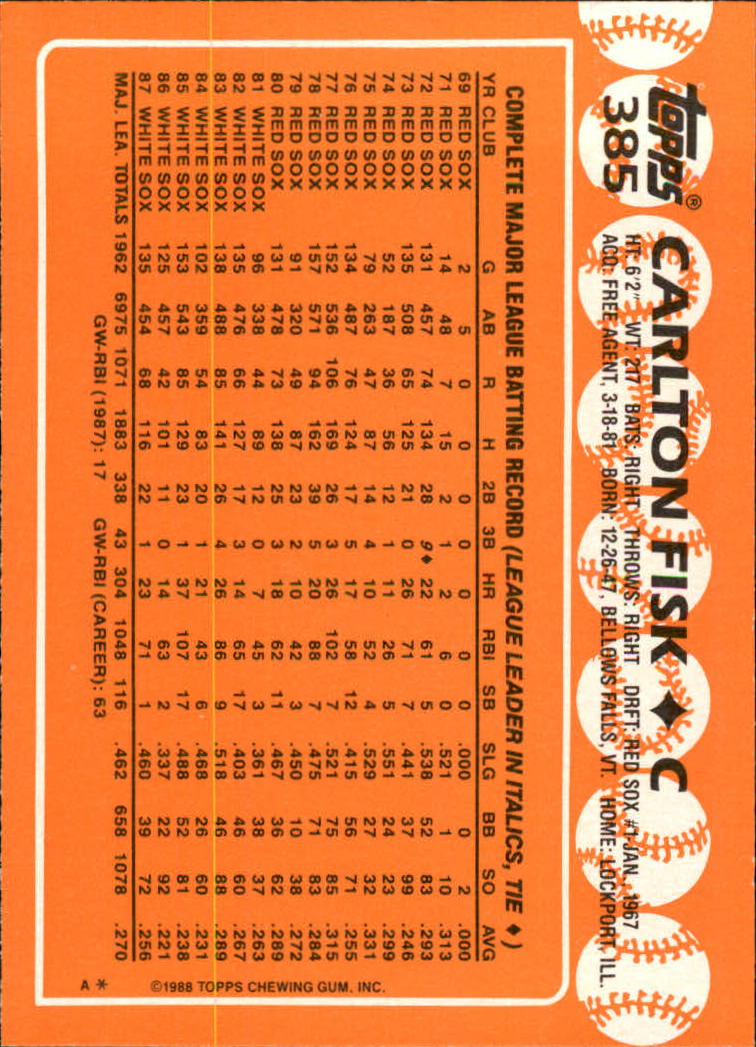 topps®
385
CARLTON FISK ♦ C
HT: 6'2" WT: 217 BATS: RIGHT THROWS: RIGHT DRFT: RED SOX #1-JAN., 1967
ACQ: FREE AGENT, 3-18-81 BORN: 12-26-47, BELLOWS FALLS, VT. HOME: LOCKPORT, ILL.
COMPLETE MAJOR LEAGUE BATTING RECORD (LEAGUE LEADER IN ITALICS, TIE ♦)
YR CLUB G AB R H 2B 3B HR RBI SB SLG BB SO AVG
69 RED SOX 2 5 0 0 0 0 0 0 0 .000 0 2 .000
71 RED SOX 14 48 7 15 2 1 2 6 0 .521 1 10 .313
72 RED SOX 131 457 74 134 28 9♦ 22 61 5 .538 52 83 .293
73 RED SOX 135 508 65 125 21 0 26 71 7 .441 37 99 .246
74 RED SOX 52 187 36 56 12 1 11 26 5 .551 24 23 .299
75 RED SOX 79 263 47 87 14 4 10 52 4 .529 27 32 .331
76 RED SOX 134 487 76 124 17 5 17 58 12 .415 56 71 .255
77 RED SOX 152 536 106 169 26 3 26 102 7 .521 75 85 .315
78 RED SOX 157 571 94 162 39 5 20 88 7 .475 71 83 .284
79 RED SOX 91 320 49 87 23 2 10 42 3 .450 10 38 .272
80 RED SOX 131 478 73 138 25 3 18 62 11 .467 36 62 .289
81 WHITE SOX 96 338 44 89 12 0 7 45 3 .361 38 37 .263
82 WHITE SOX 135 476 66 127 17 3 14 65 17 .403 46 60 .267
83 WHITE SOX 138 488 85 141 26 4 26 86 9 .518 46 88 .289
84 WHITE SOX 102 359 54 83 20 1 21 43 6 .468 26 60 .231
85 WHITE SOX 153 543 85 129 23 1 37 107 17 .488 52 81 .238
86 WHITE SOX 125 457 42 101 11 0 14 63 2 .337 22 92 .221
87 WHITE SOX 135 454 68 116 22 1 23 71 1 .460 39 72 .256
MAJ. LEA. TOTALS 1962 6975 1071 1883 338 43 304 1048 116 .462 658 1078 .270
GW-RBI (1987): 17 GW-RBI (CAREER): 63
©1988 TOPPS CHEWING GUM, INC.
A *